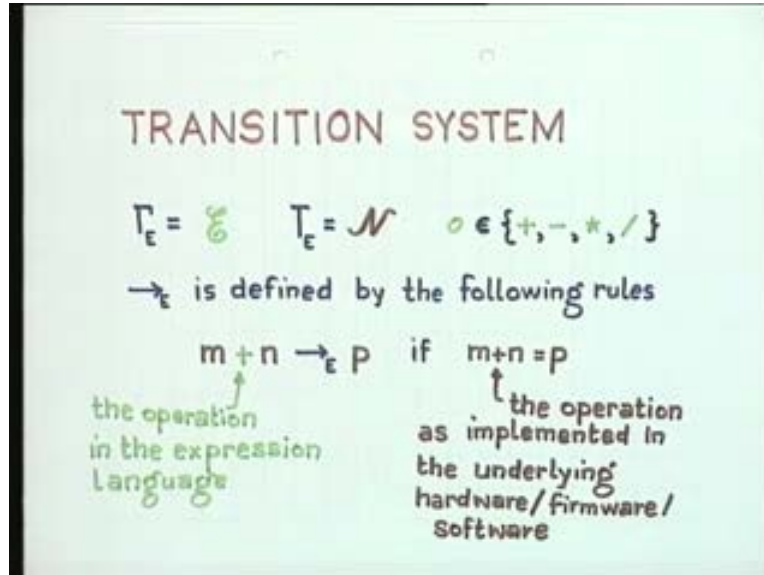 TRANSITION SYSTEM
Γ_E = ℰ T_E = 𝒩 o ∈ {+, -, *, /}
→_E is defined by the following rules
m + n →_E p if m+n = p
the operation
in the expression
language
the operation
as implemented in
the underlying
hardware/firmware/
software